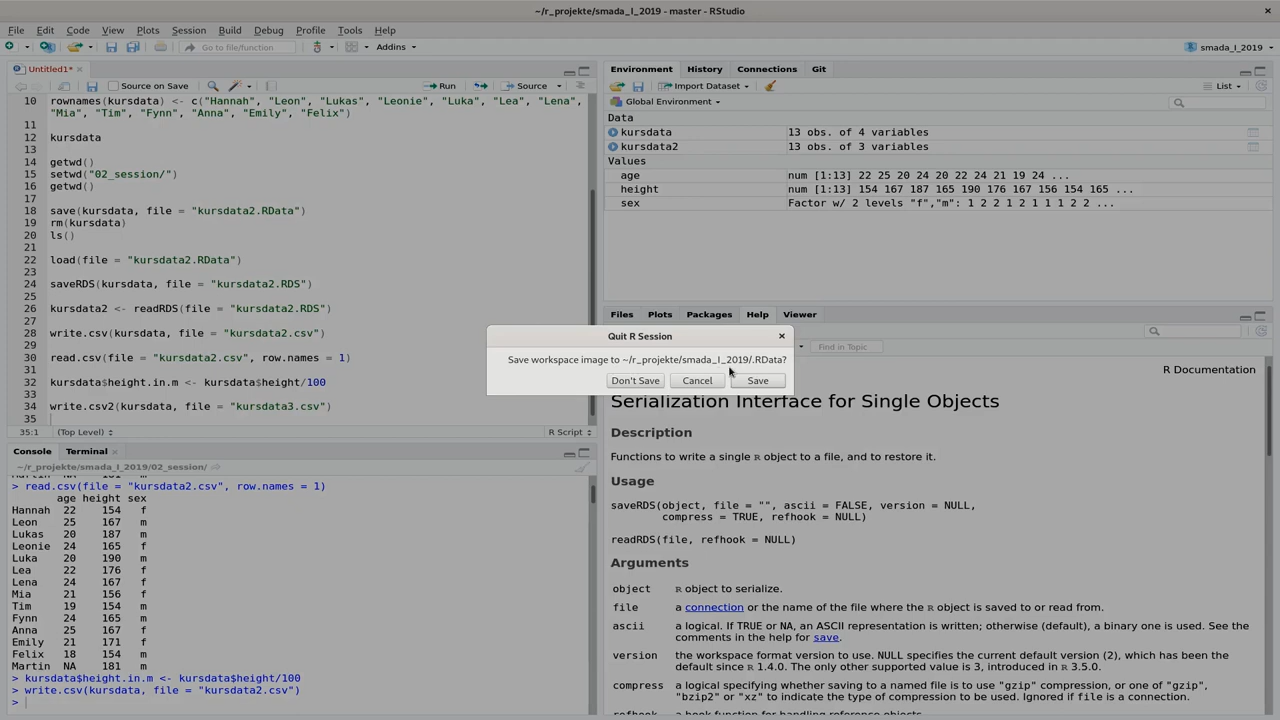 ~/r_projekte/smada_I_2019 - master - RStudio
File Edit Code View Plots Session Build Debug Profile Tools Help
Go to file/function Addins smada_I_2019
Untitled1*
Source on Save Run Source
10 rownames(kursdata) <- c("Hannah", "Leon", "Lukas", "Leonie", "Luka", "Lea", "Lena",
"Mia", "Tim", "Fynn", "Anna", "Emily", "Felix")
11
12 kursdata
13
14 getwd()
15 setwd("02_session/")
16 getwd()
17
18 save(kursdata, file = "kursdata2.RData")
19 rm(kursdata)
20 ls()
21
22 load(file = "kursdata2.RData")
23
24 saveRDS(kursdata, file = "kursdata2.RDS")
25
26 kursdata2 <- readRDS(file = "kursdata2.RDS")
27
28 write.csv(kursdata, file = "kursdata2.csv")
29
30 read.csv(file = "kursdata2.csv", row.names = 1)
31
32 kursdata$height.in.m <- kursdata$height/100
33
34 write.csv2(kursdata, file = "kursdata3.csv")
35
35:1 (Top Level) R Script
Console Terminal
~/r_projekte/smada_I_2019/02_session/
> read.csv(file = "kursdata2.csv", row.names = 1)
age height sex
Hannah 22 154 f
Leon 25 167 m
Lukas 20 187 m
Leonie 24 165 f
Luka 20 190 m
Lea 22 176 f
Lena 24 167 f
Mia 21 156 f
Tim 19 154 m
Fynn 24 165 m
Anna 25 167 f
Emily 21 171 f
Felix 18 154 m
Martin NA 181 m
> kursdata$height.in.m <- kursdata$height/100
> write.csv(kursdata, file = "kursdata2.csv")
>
Environment History Connections Git
Import Dataset List
Global Environment
Data
kursdata 13 obs. of 4 variables
kursdata2 13 obs. of 3 variables
Values
age num [1:13] 22 25 20 24 20 22 24 21 19 24 ...
height num [1:13] 154 167 187 165 190 176 167 156 154 165 ...
sex Factor w/ 2 levels "f","m": 1 2 2 1 2 1 1 1 2 2 ...
Files Plots Packages Help Viewer
Find in Topic
R Documentation
Serialization Interface for Single Objects
Description
Functions to write a single R object to a file, and to restore it.
Usage
saveRDS(object, file = "", ascii = FALSE, version = NULL,
compress = TRUE, refhook = NULL)
readRDS(file, refhook = NULL)
Arguments
object R object to serialize.
file a connection or the name of the file where the R object is saved to or read from.
ascii a logical. If TRUE or NA, an ASCII representation is written; otherwise (default), a binary one is used. See the
comments in the help for save.
version the workspace format version to use. NULL specifies the current default version (2), which has been the
default since R 1.4.0. The only other supported value is 3, introduced in R 3.5.0.
compress a logical specifying whether saving to a named file is to use "gzip" compression, or one of "gzip",
"bzip2" or "xz" to indicate the type of compression to be used. Ignored if file is a connection.
Quit R Session
Save workspace image to ~/r_projekte/smada_I_2019/.RData?
Don't Save Cancel Save